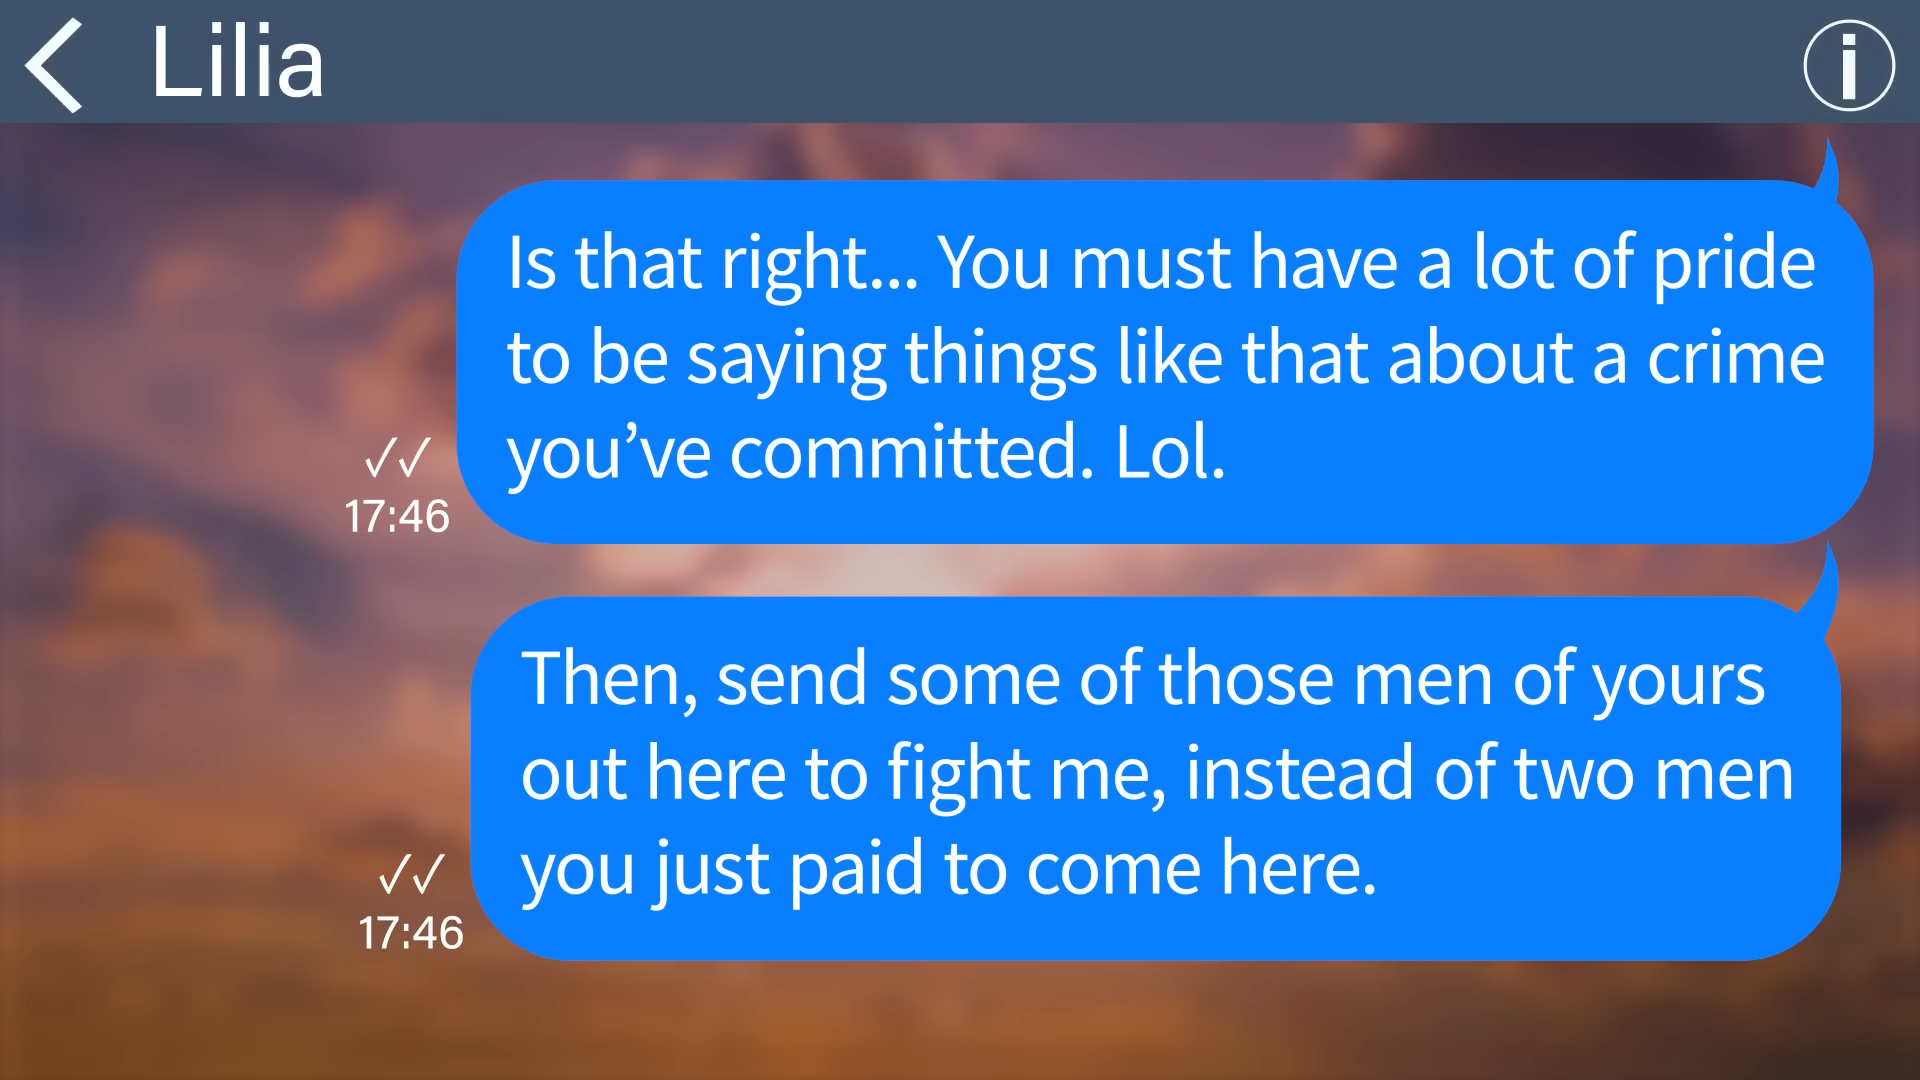 Lilia
Is that right... You must have a lot of pride
to be saying things like that about a crime
you’ve committed. Lol.
✓✓
17:46
Then, send some of those men of yours
out here to fight me, instead of two men
you just paid to come here.
✓✓
17:46